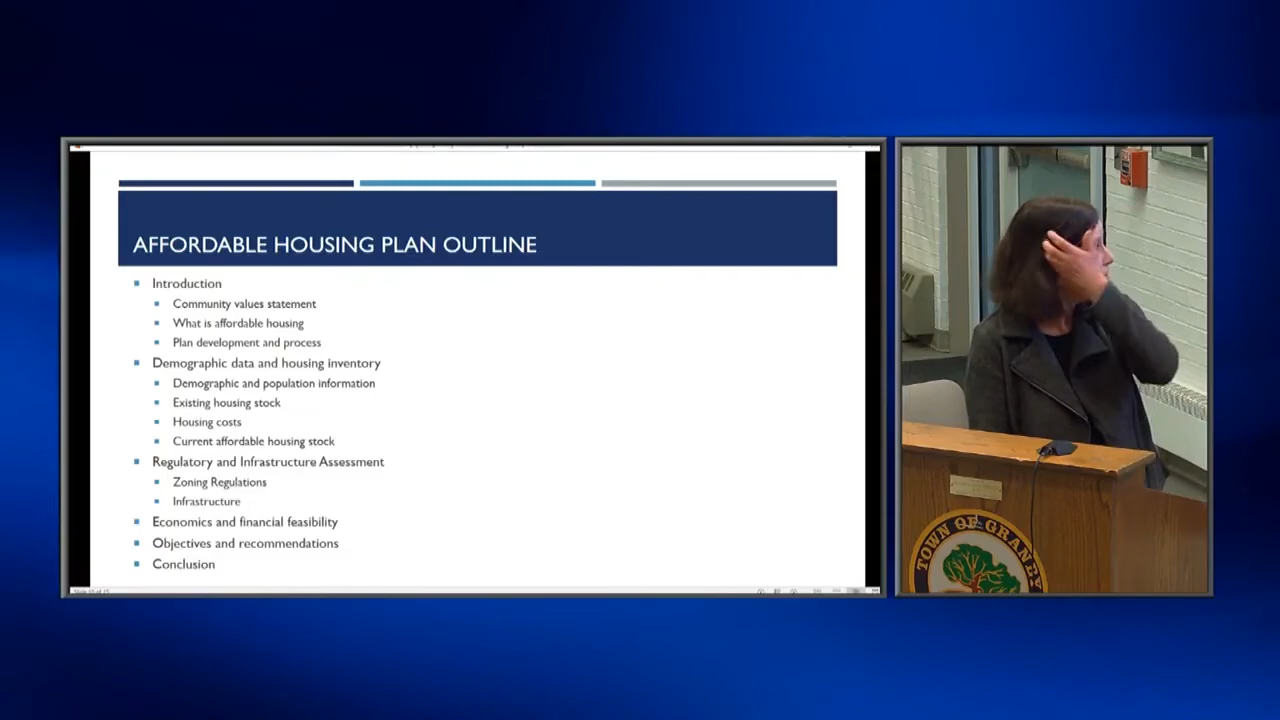 AFFORDABLE HOUSING PLAN OUTLINE
Introduction
Community values statement
What is affordable housing
Plan development and process
Demographic data and housing inventory
Demographic and population information
Existing housing stock
Housing costs
Current affordable housing stock
Regulatory and Infrastructure Assessment
Zoning Regulations
Infrastructure
Economics and financial feasibility
Objectives and recommendations
Conclusion
TOWN OF GRANBY